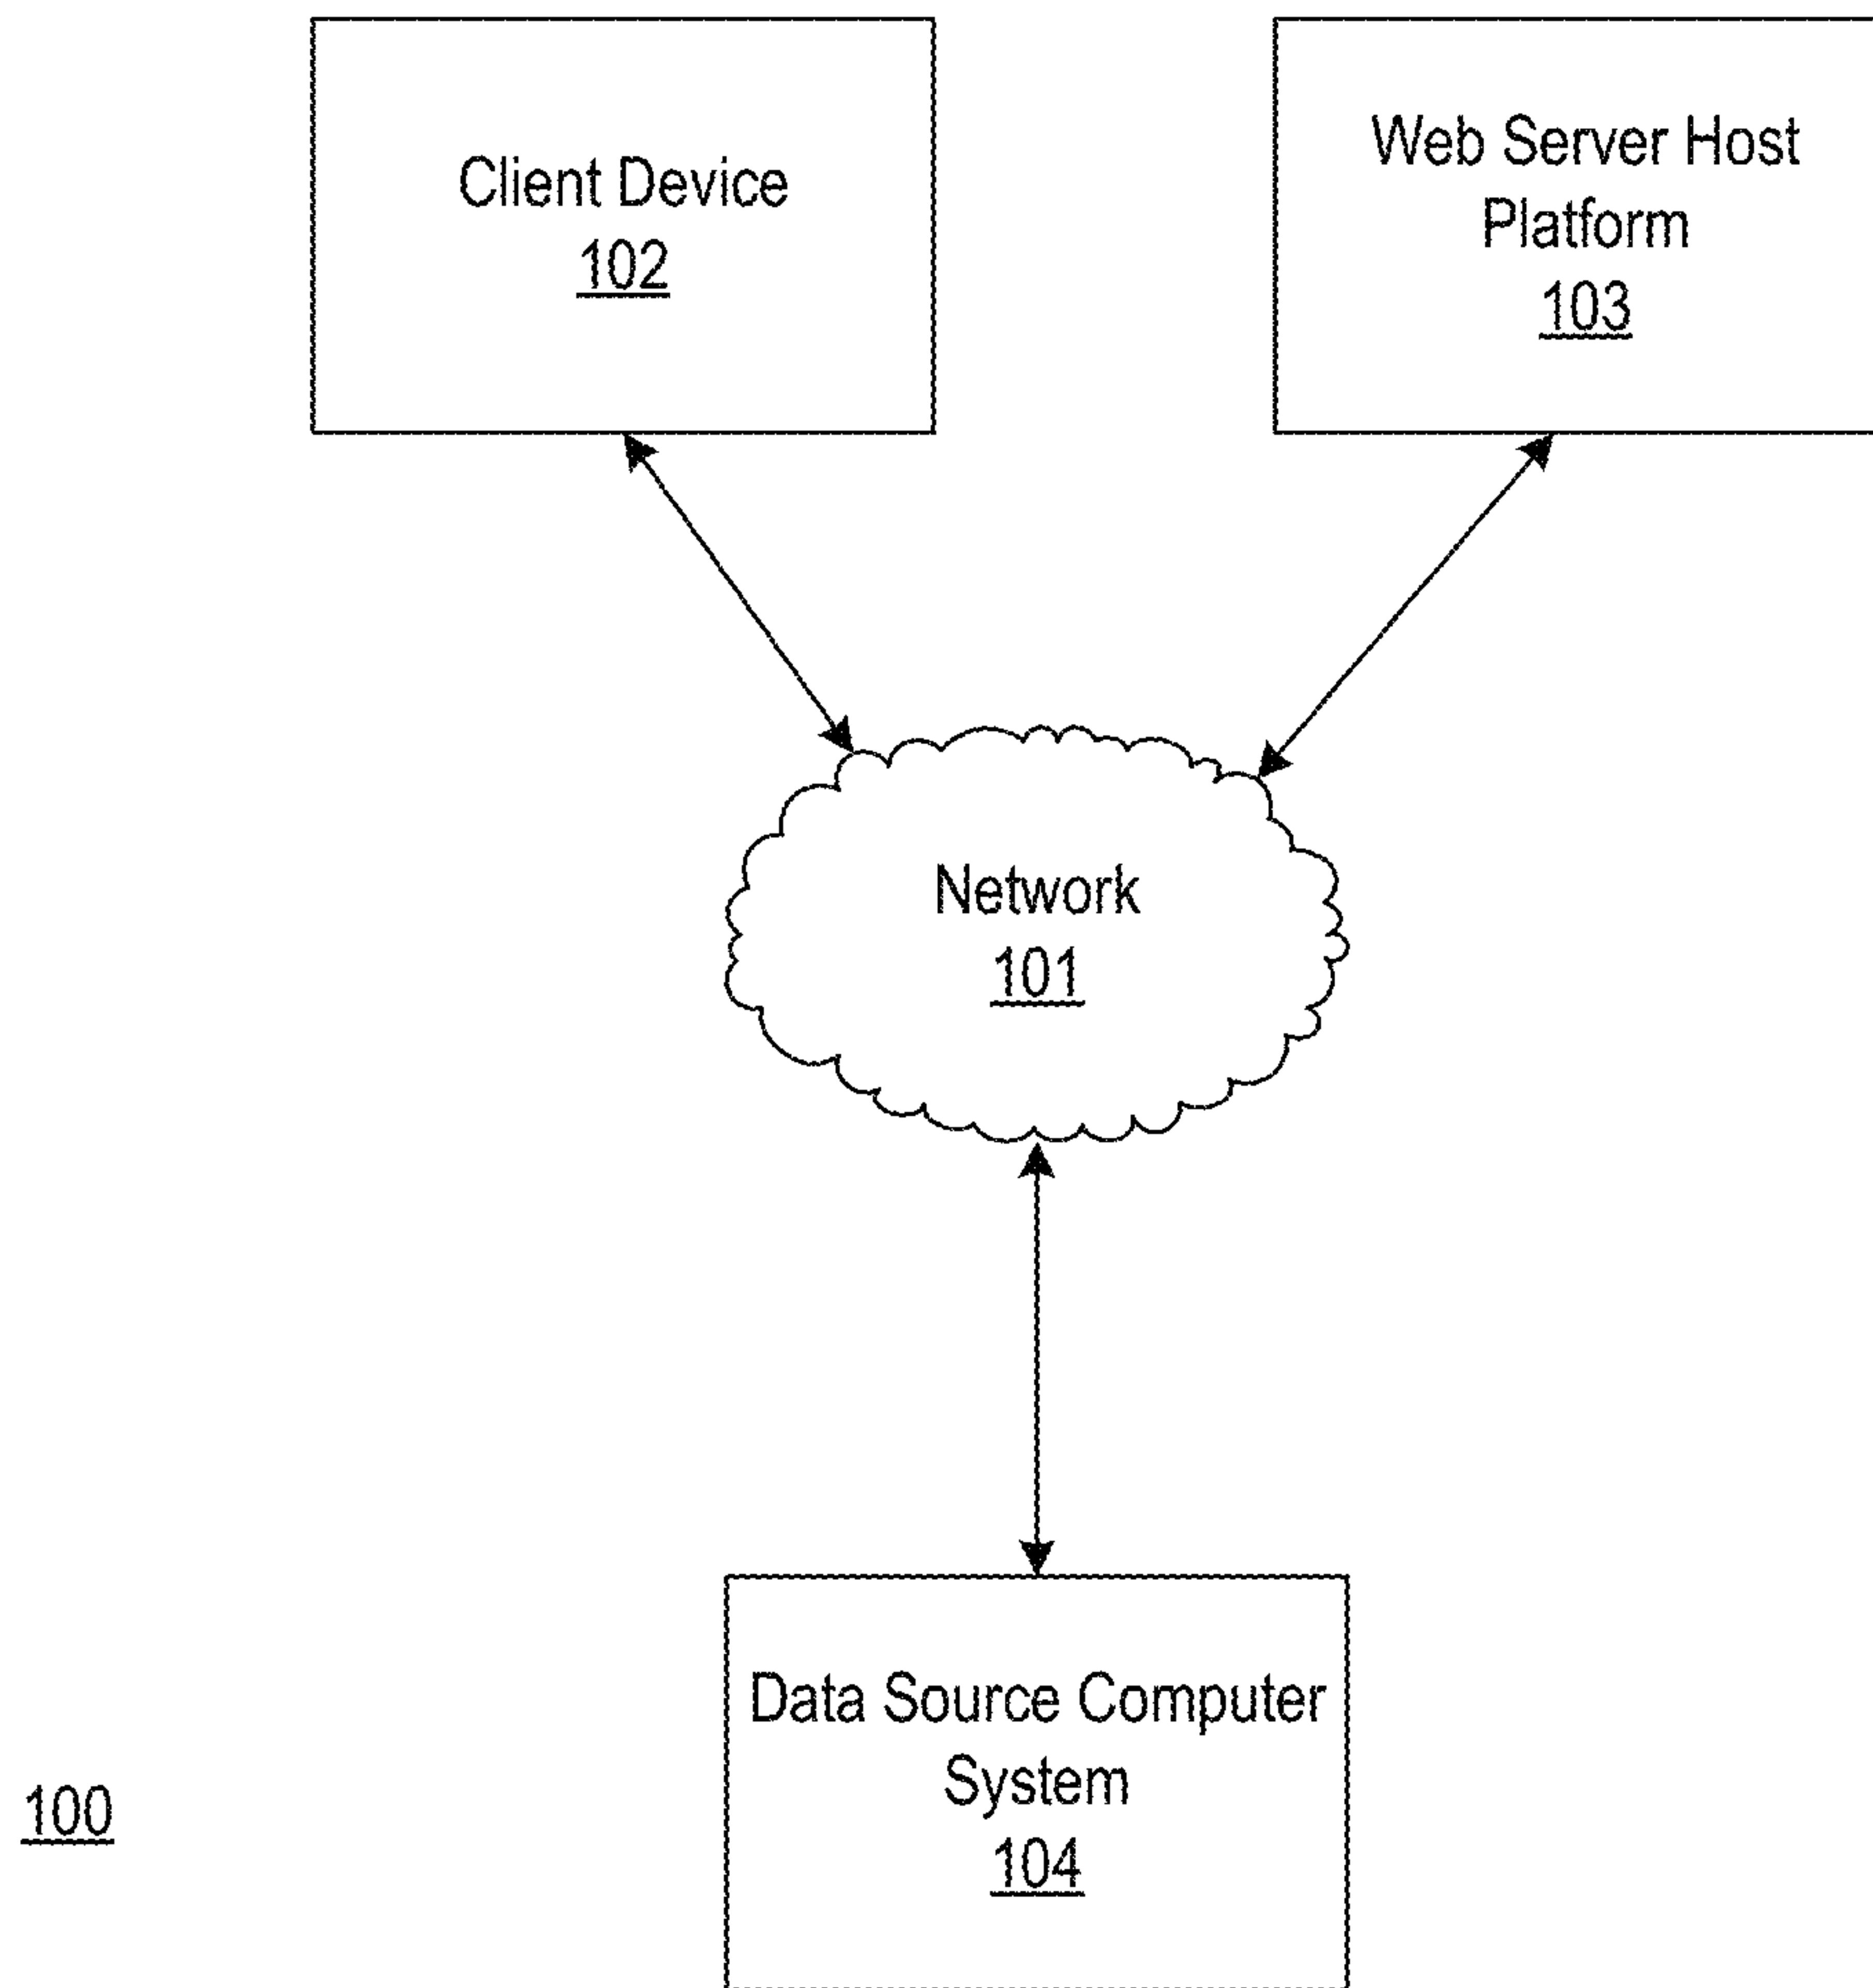 Client Device
102
Web Server Host
Platform
103
Network
101
Data Source Computer
System
104
100